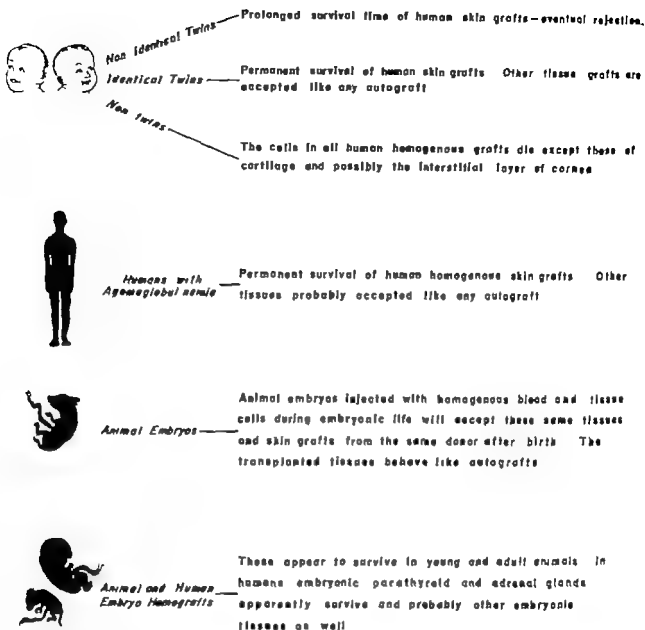 Non Identical Twins
Prolonged survival time of human skin grafts—eventual rejection.
Identical Twins
Permanent survival of human skin grafts Other tissue grafts are
accepted like any autograft
Non twins
The cells in all human homogenous grafts die except those of
cartilage and possibly the interstitial layer of cornea
Humans with
Agamaglobulnemia
Permanent survival of human homogenous skin grafts Other
tissues probably accepted like any autograft
Animal Embryos
Animal embryos injected with homogenous blood and tissue
cells during embryonic life will accept these same tissues
and skin grafts from the same donor after birth The
transplanted tissues behave like autografts
Animal and Human
Embryo Homografts
These appear to survive in young and adult animals In
humans embryonic parathyroid and adrenal glands
apparently survive and probably other embryonic
tissues as well